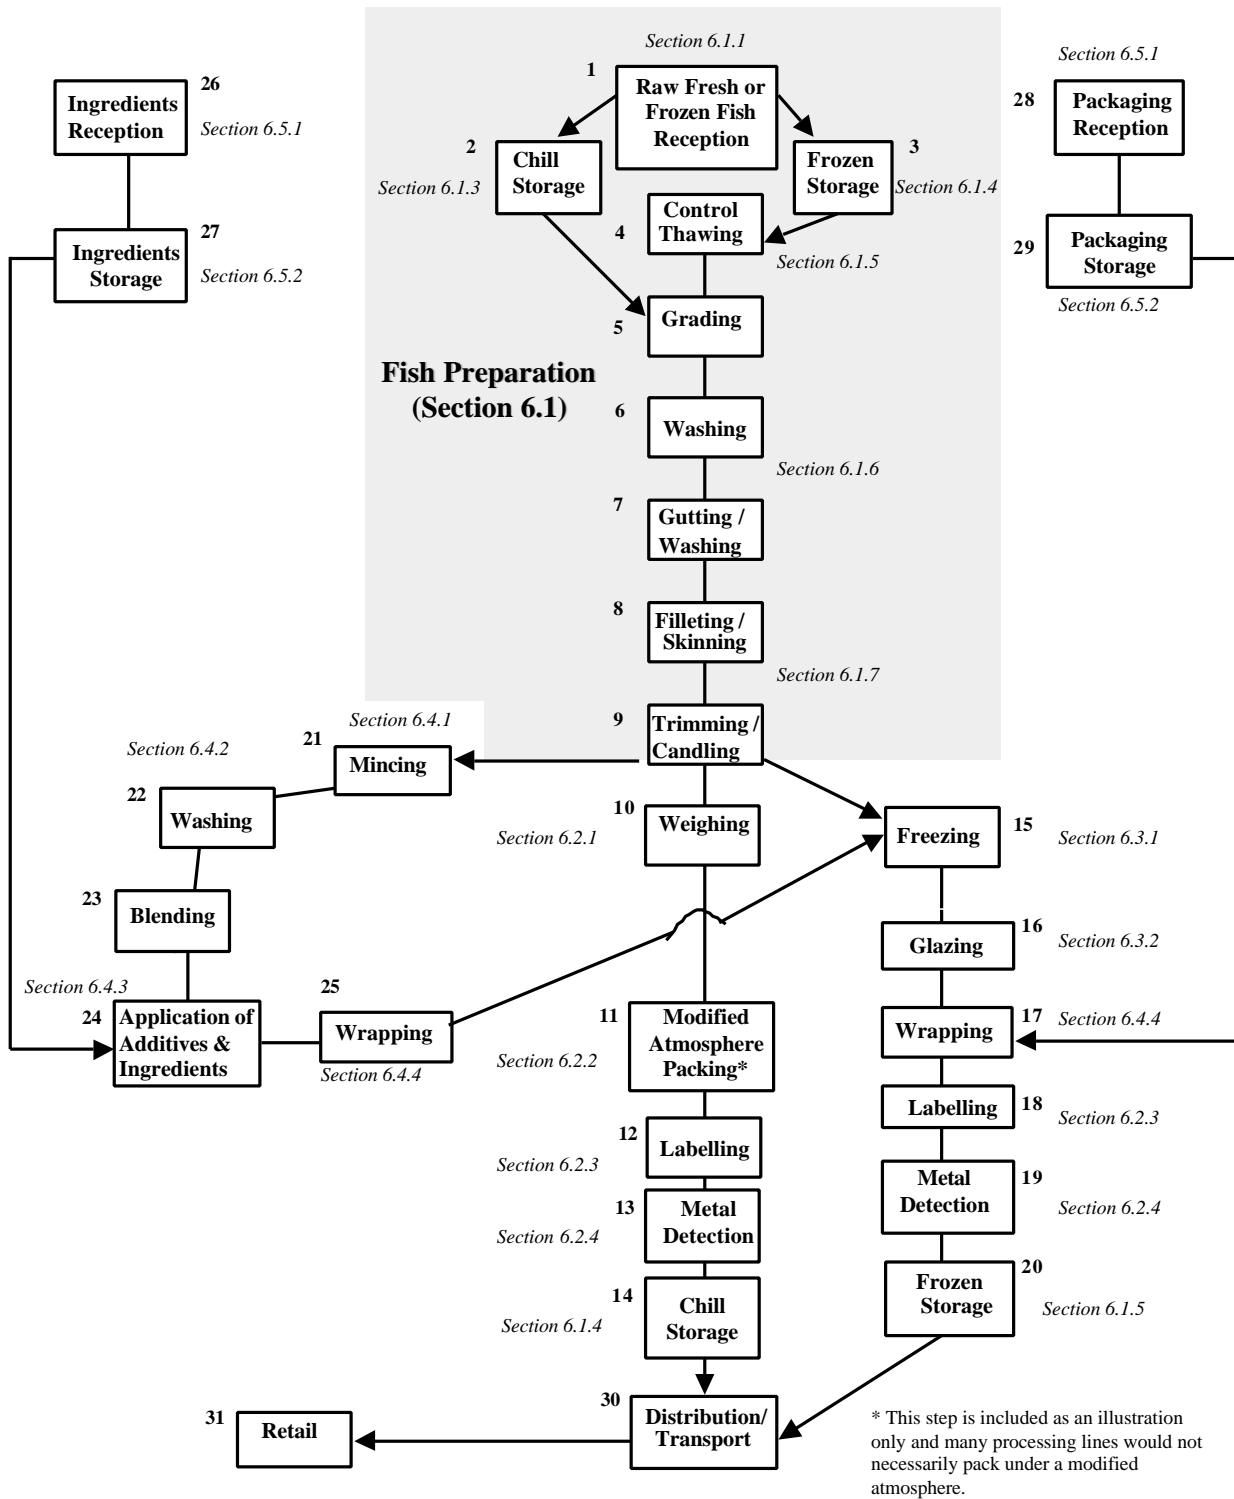 Section 6.1.1
1
Raw Fresh or
Frozen Fish
Reception
2
Chill
Storage
Section 6.1.3
3
Frozen
Storage
Section 6.1.4
4
Control
Thawing
Section 6.1.5
5
Grading
Fish Preparation
(Section 6.1)
6
Washing
Section 6.1.6
7
Gutting /
Washing
8
Filleting /
Skinning
Section 6.1.7
9
Trimming /
Candling
26
Ingredients
Reception
Section 6.5.1
27
Ingredients
Storage
Section 6.5.2
Section 6.5.1
28
Packaging
Reception
29
Packaging
Storage
Section 6.5.2
Section 6.4.1
21
Mincing
Section 6.4.2
22
Washing
23
Blending
Section 6.4.3
24
Application of
Additives &
Ingredients
25
Wrapping
Section 6.4.4
10
Weighing
Section 6.2.1
11
Modified
Atmosphere
Packing*
Section 6.2.2
12
Labelling
Section 6.2.3
13
Metal
Detection
Section 6.2.4
14
Chill
Storage
Section 6.1.4
15
Freezing
Section 6.3.1
16
Glazing
Section 6.3.2
17
Wrapping
Section 6.4.4
18
Labelling
Section 6.2.3
19
Metal
Detection
Section 6.2.4
20
Frozen
Storage
Section 6.1.5
30
Distribution/
Transport
31
Retail
* This step is included as an illustration
only and many processing lines would not
necessarily pack under a modified
atmosphere.